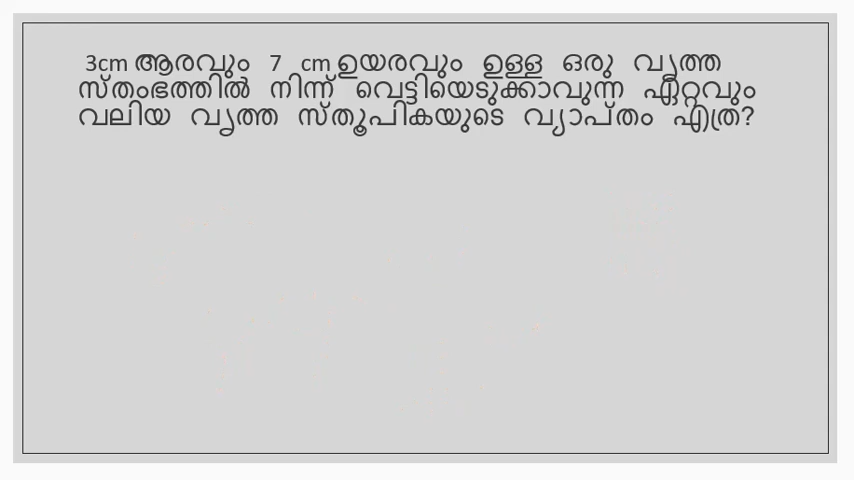 3cm ആരവും 7 cm ഉയരവും ഉള്ള ഒരു വൃത്ത
സ്തംഭത്തിൽ നിന്ന് വെട്ടിയെടുക്കാവുന്ന ഏറ്റവും
വലിയ വൃത്ത സ്തൂപികയുടെ വ്യാപ്തം എത്ര?